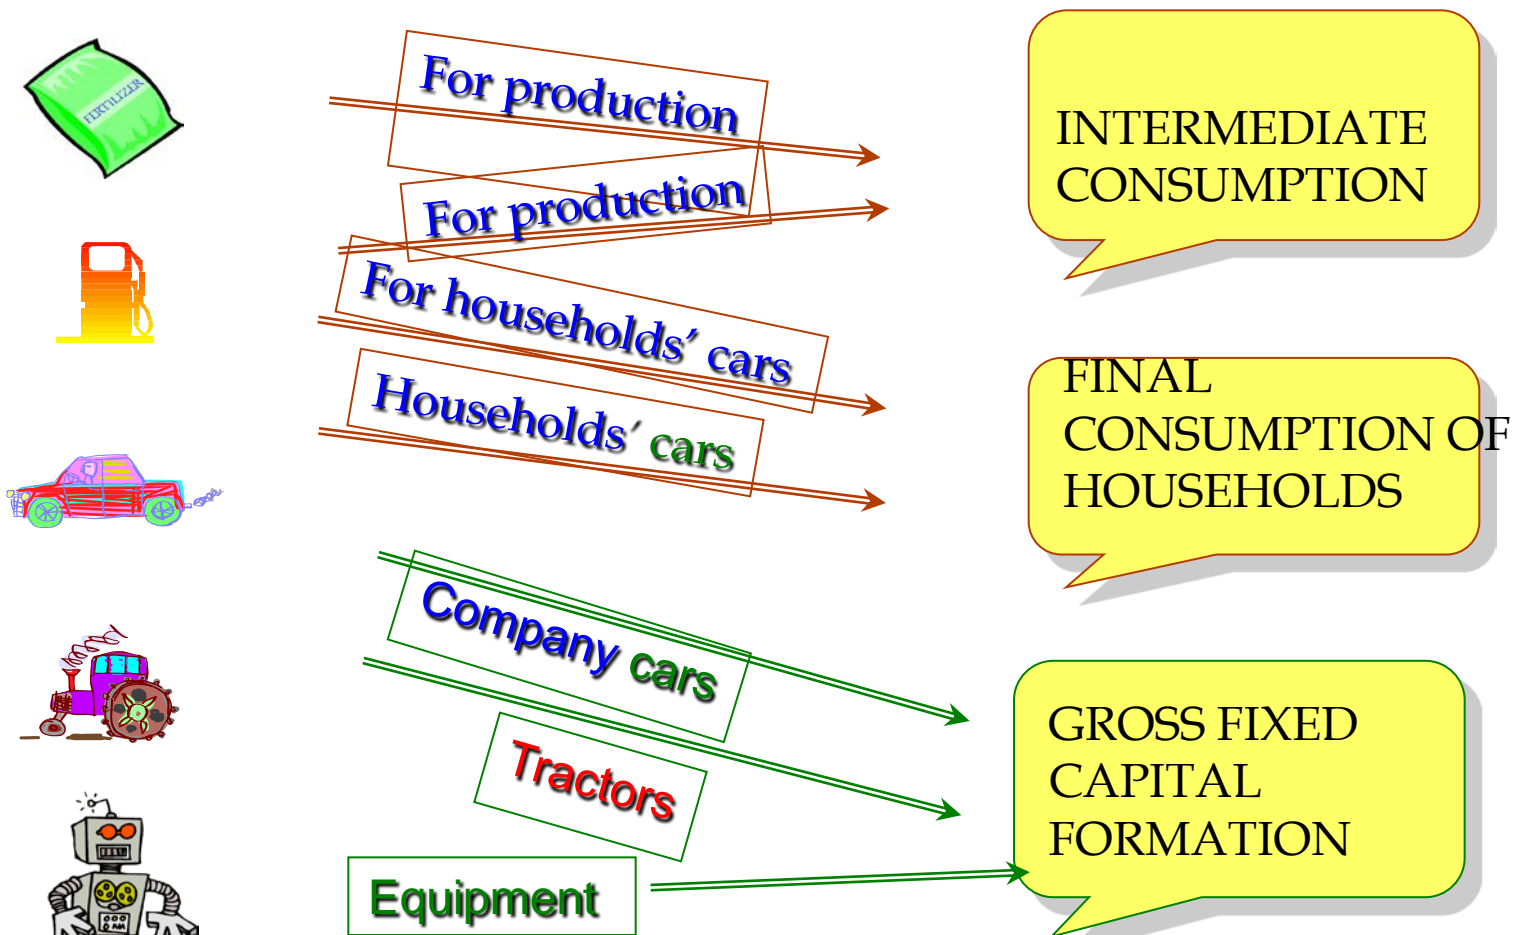 FERTILIZER
For production
For production
For households’ cars
Households’ cars
Company cars
Tractors
Equipment
INTERMEDIATE
CONSUMPTION
FINAL
CONSUMPTION OF
HOUSEHOLDS
GROSS FIXED
CAPITAL
FORMATION